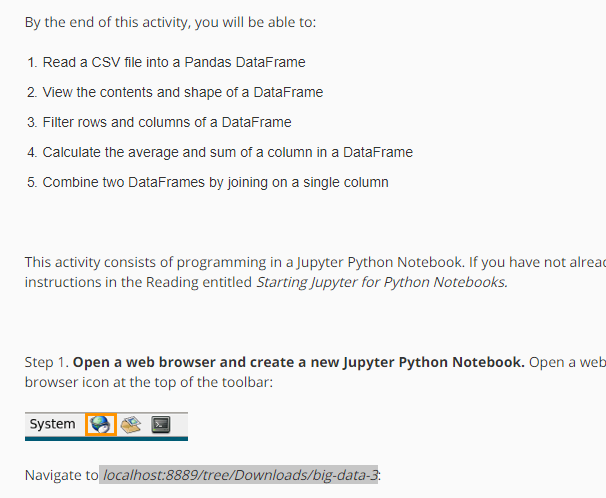 By the end of this activity, you will be able to:
1. Read a CSV file into a Pandas DataFrame
2. View the contents and shape of a DataFrame
3. Filter rows and columns of a DataFrame
4. Calculate the average and sum of a column in a DataFrame
5. Combine two DataFrames by joining on a single column
This activity consists of programming in a Jupyter Python Notebook. If you have not alread
instructions in the Reading entitled Starting Jupyter for Python Notebooks.
Step 1. Open a web browser and create a new Jupyter Python Notebook. Open a web
browser icon at the top of the toolbar:
System
Navigate to localhost:8889/tree/Downloads/big-data-3: